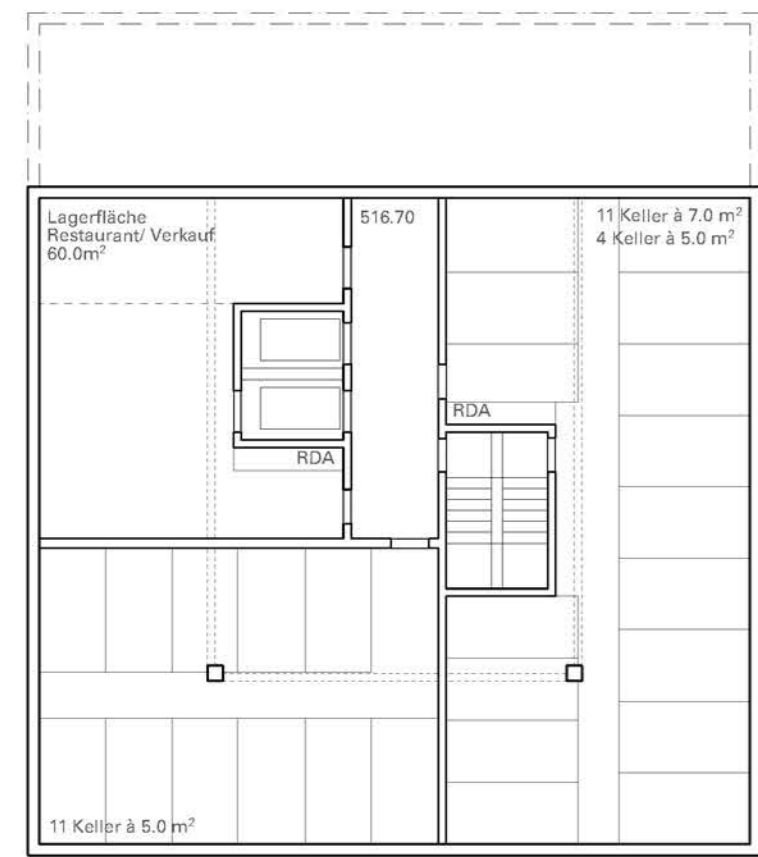 Lagerfläche
Restaurant/ Verkauf
60.0m²
516.70
11 Keller à 7.0 m²
4 Keller à 5.0 m²
RDA
RDA
11 Keller à 5.0 m²